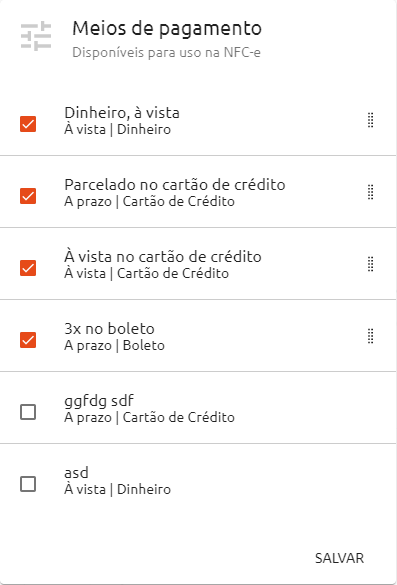 Meios de pagamento
Disponíveis para uso na NFC-e
Dinheiro, à vista
À vista | Dinheiro
Parcelado no cartão de crédito
A prazo | Cartão de Crédito
À vista no cartão de crédito
À vista | Cartão de Crédito
3x no boleto
A prazo | Boleto
ggfdg sdf
A prazo | Cartão de Crédito
asd
À vista | Dinheiro
SALVAR